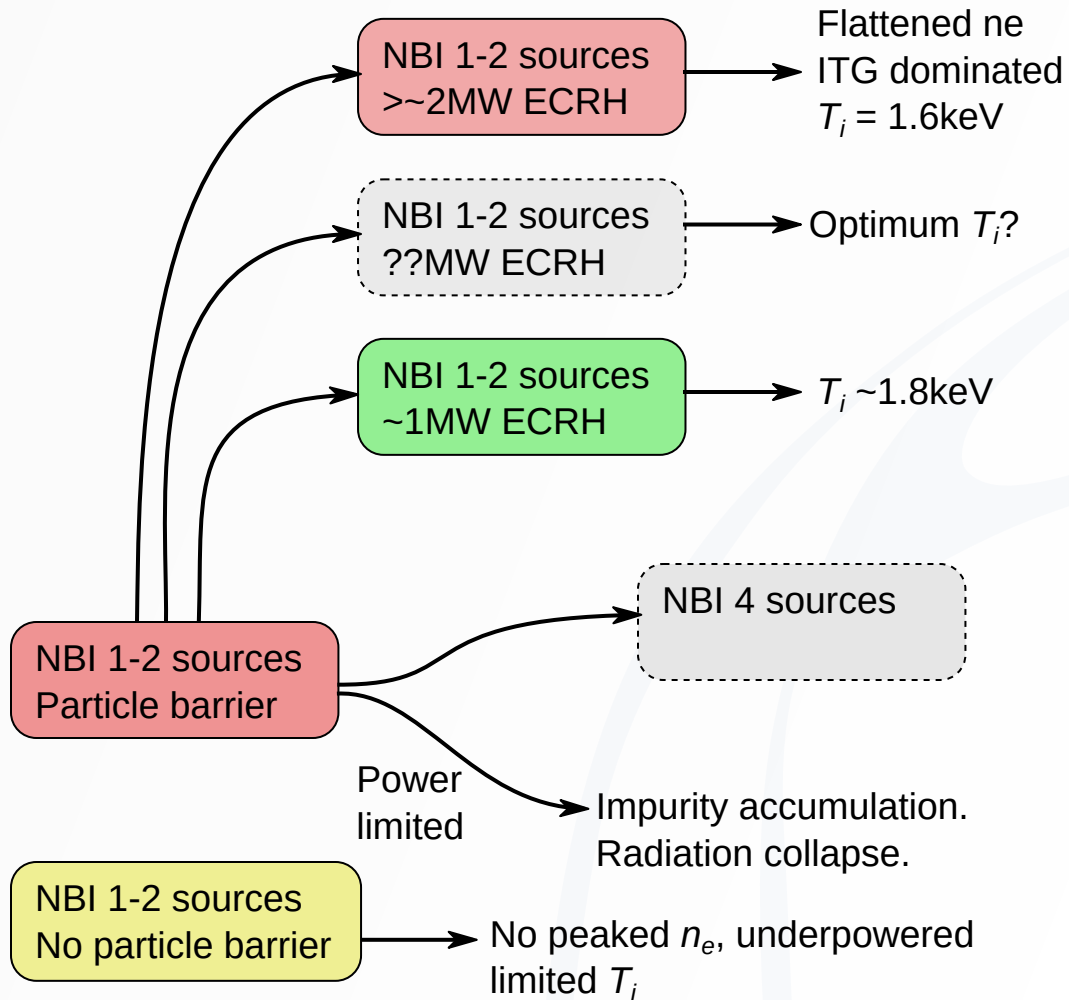 NBI 1-2 sources
>~2MW ECRH
Flattened ne
ITG dominated
Ti = 1.6keV
NBI 1-2 sources
??MW ECRH
Optimum Ti?
NBI 1-2 sources
~1MW ECRH
Ti ~1.8keV
NBI 4 sources
NBI 1-2 sources
Particle barrier
Power
limited
Impurity accumulation.
Radiation collapse.
NBI 1-2 sources
No particle barrier
No peaked ne, underpowered
limited Ti